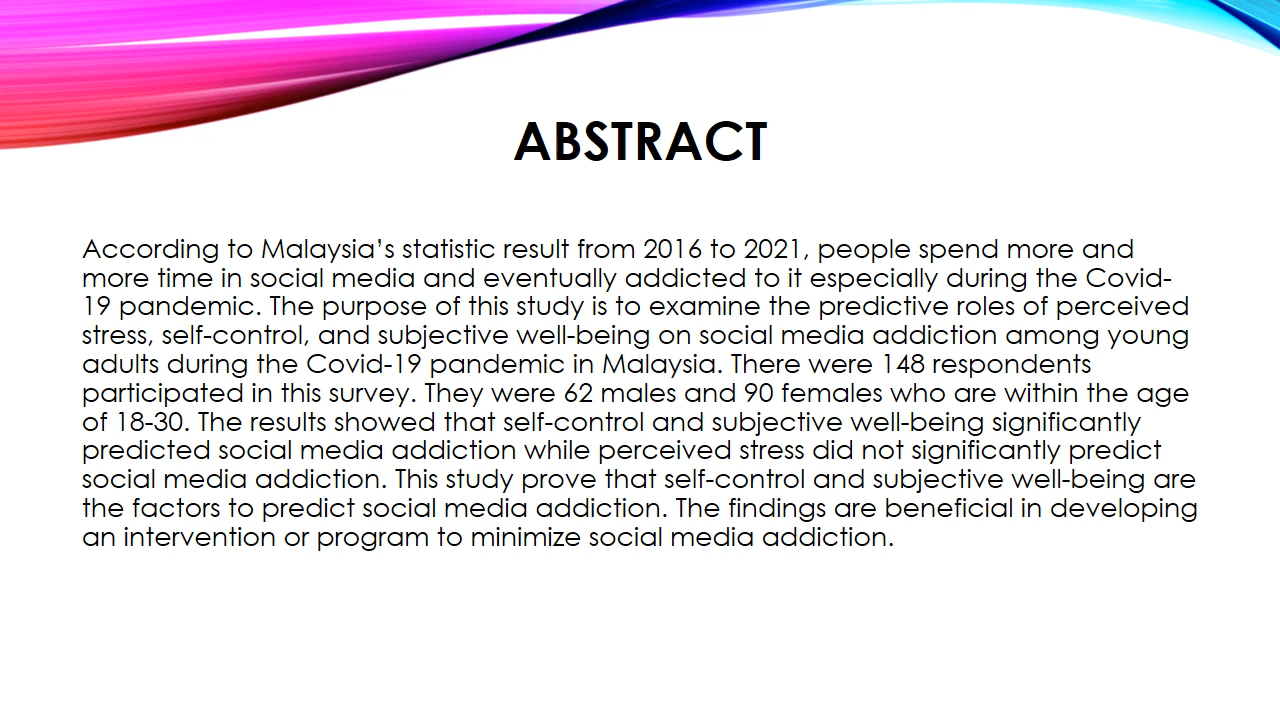 ABSTRACT
According to Malaysia's statistic result from 2016 to 2021, people spend more and
more time in social media and eventually addicted to it especially during the Covid-
19 pandemic. The purpose of this study is to examine the predictive roles of perceived
stress, self-control, and subjective well-being on social media addiction among young
adults during the Covid-19 pandemic in Malaysia. There were 148 respondents
participated in this survey. They were 62 males and 90 females who are within the age
of 18-30. The results showed that self-control and subjective well-being significantly
predicted social media addiction while perceived stress did not significantly predict
social media addiction. This study prove that self-control and subjective well-being are
the factors to predict social media addiction. The findings are beneficial in developing
an intervention or program to minimize social media addiction.